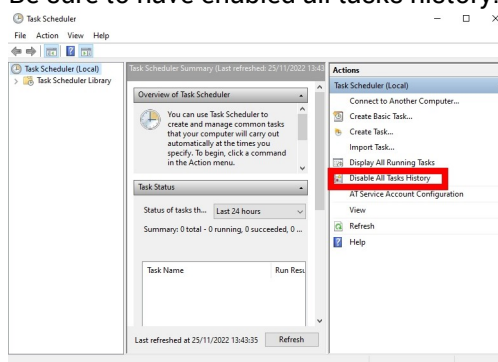 Be sure to have enabled all tasks history.
Task Scheduler
File Action View Help
Task Scheduler (Local)
Task Scheduler Library
Task Scheduler Summary (Last refreshed: 25/11/2022 13:43
Overview of Task Scheduler
You can use Task Scheduler to
create and manage common tasks
that your computer will carry out
automatically at the times you
specify. To begin, click a command
in the Action menu.
Task Status
Status of tasks th... Last 24 hours
Summary: 0 total - 0 running, 0 succeeded, 0 ...
Task Name Run Resu
Last refreshed at 25/11/2022 13:43:35 Refresh
Actions
Task Scheduler (Local)
Connect to Another Computer...
Create Basic Task...
Create Task...
Import Task...
Display All Running Tasks
Disable All Tasks History
AT Service Account Configuration
View
Refresh
Help